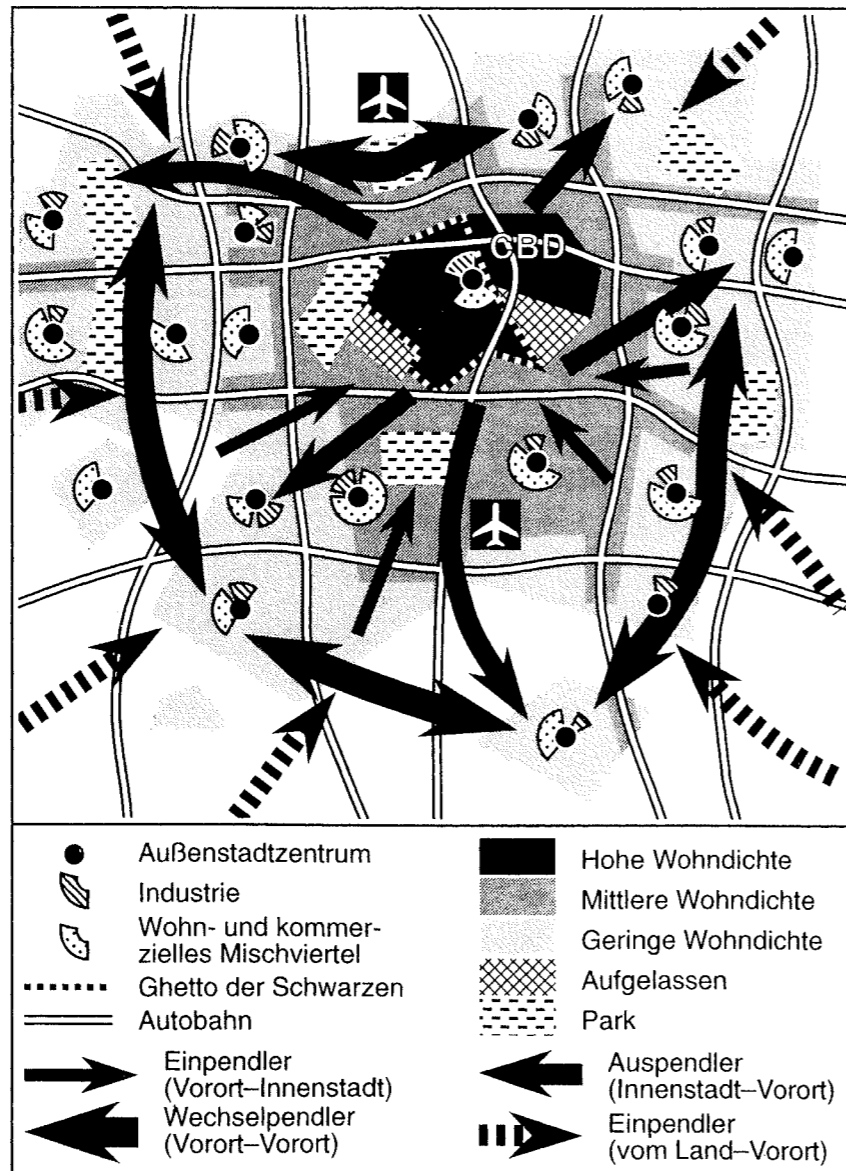 CBD
Außenstadtzentrum
Industrie
Wohn- und kommer-
zielles Mischviertel
Ghetto der Schwarzen
Autobahn
Einpendler
(Vorort–Innenstadt)
Wechselpendler
(Vorort–Vorort)
Hohe Wohndichte
Mittlere Wohndichte
Geringe Wohndichte
Aufgelassen
Park
Auspendler
(Innenstadt–Vorort)
Einpendler
(vom Land–Vorort)